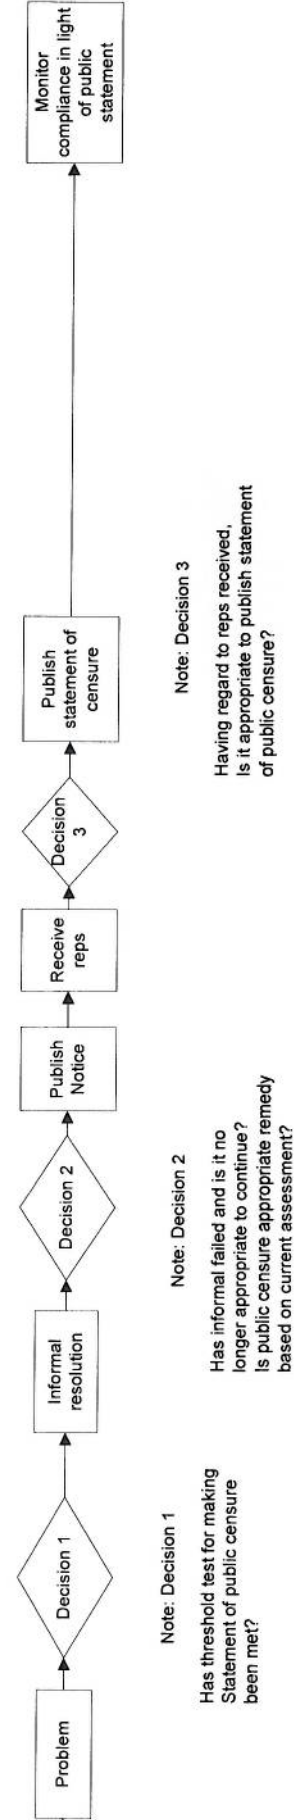 Problem
Decision 1
Informal
resolution
Decision 2
Publish
Notice
Receive
reps
Decision
3
Publish
statement of
censure
Monitor
compliance in light
of public
statement
Note: Decision 1
Has threshold test for making
Statement of public censure
been met?
Note: Decision 2
Has informal failed and is it no
longer appropriate to continue?
Is public censure appropriate remedy
based on current assessment?
Note: Decision 3
Having regard to reps received,
Is it appropriate to publish statement
of public censure?